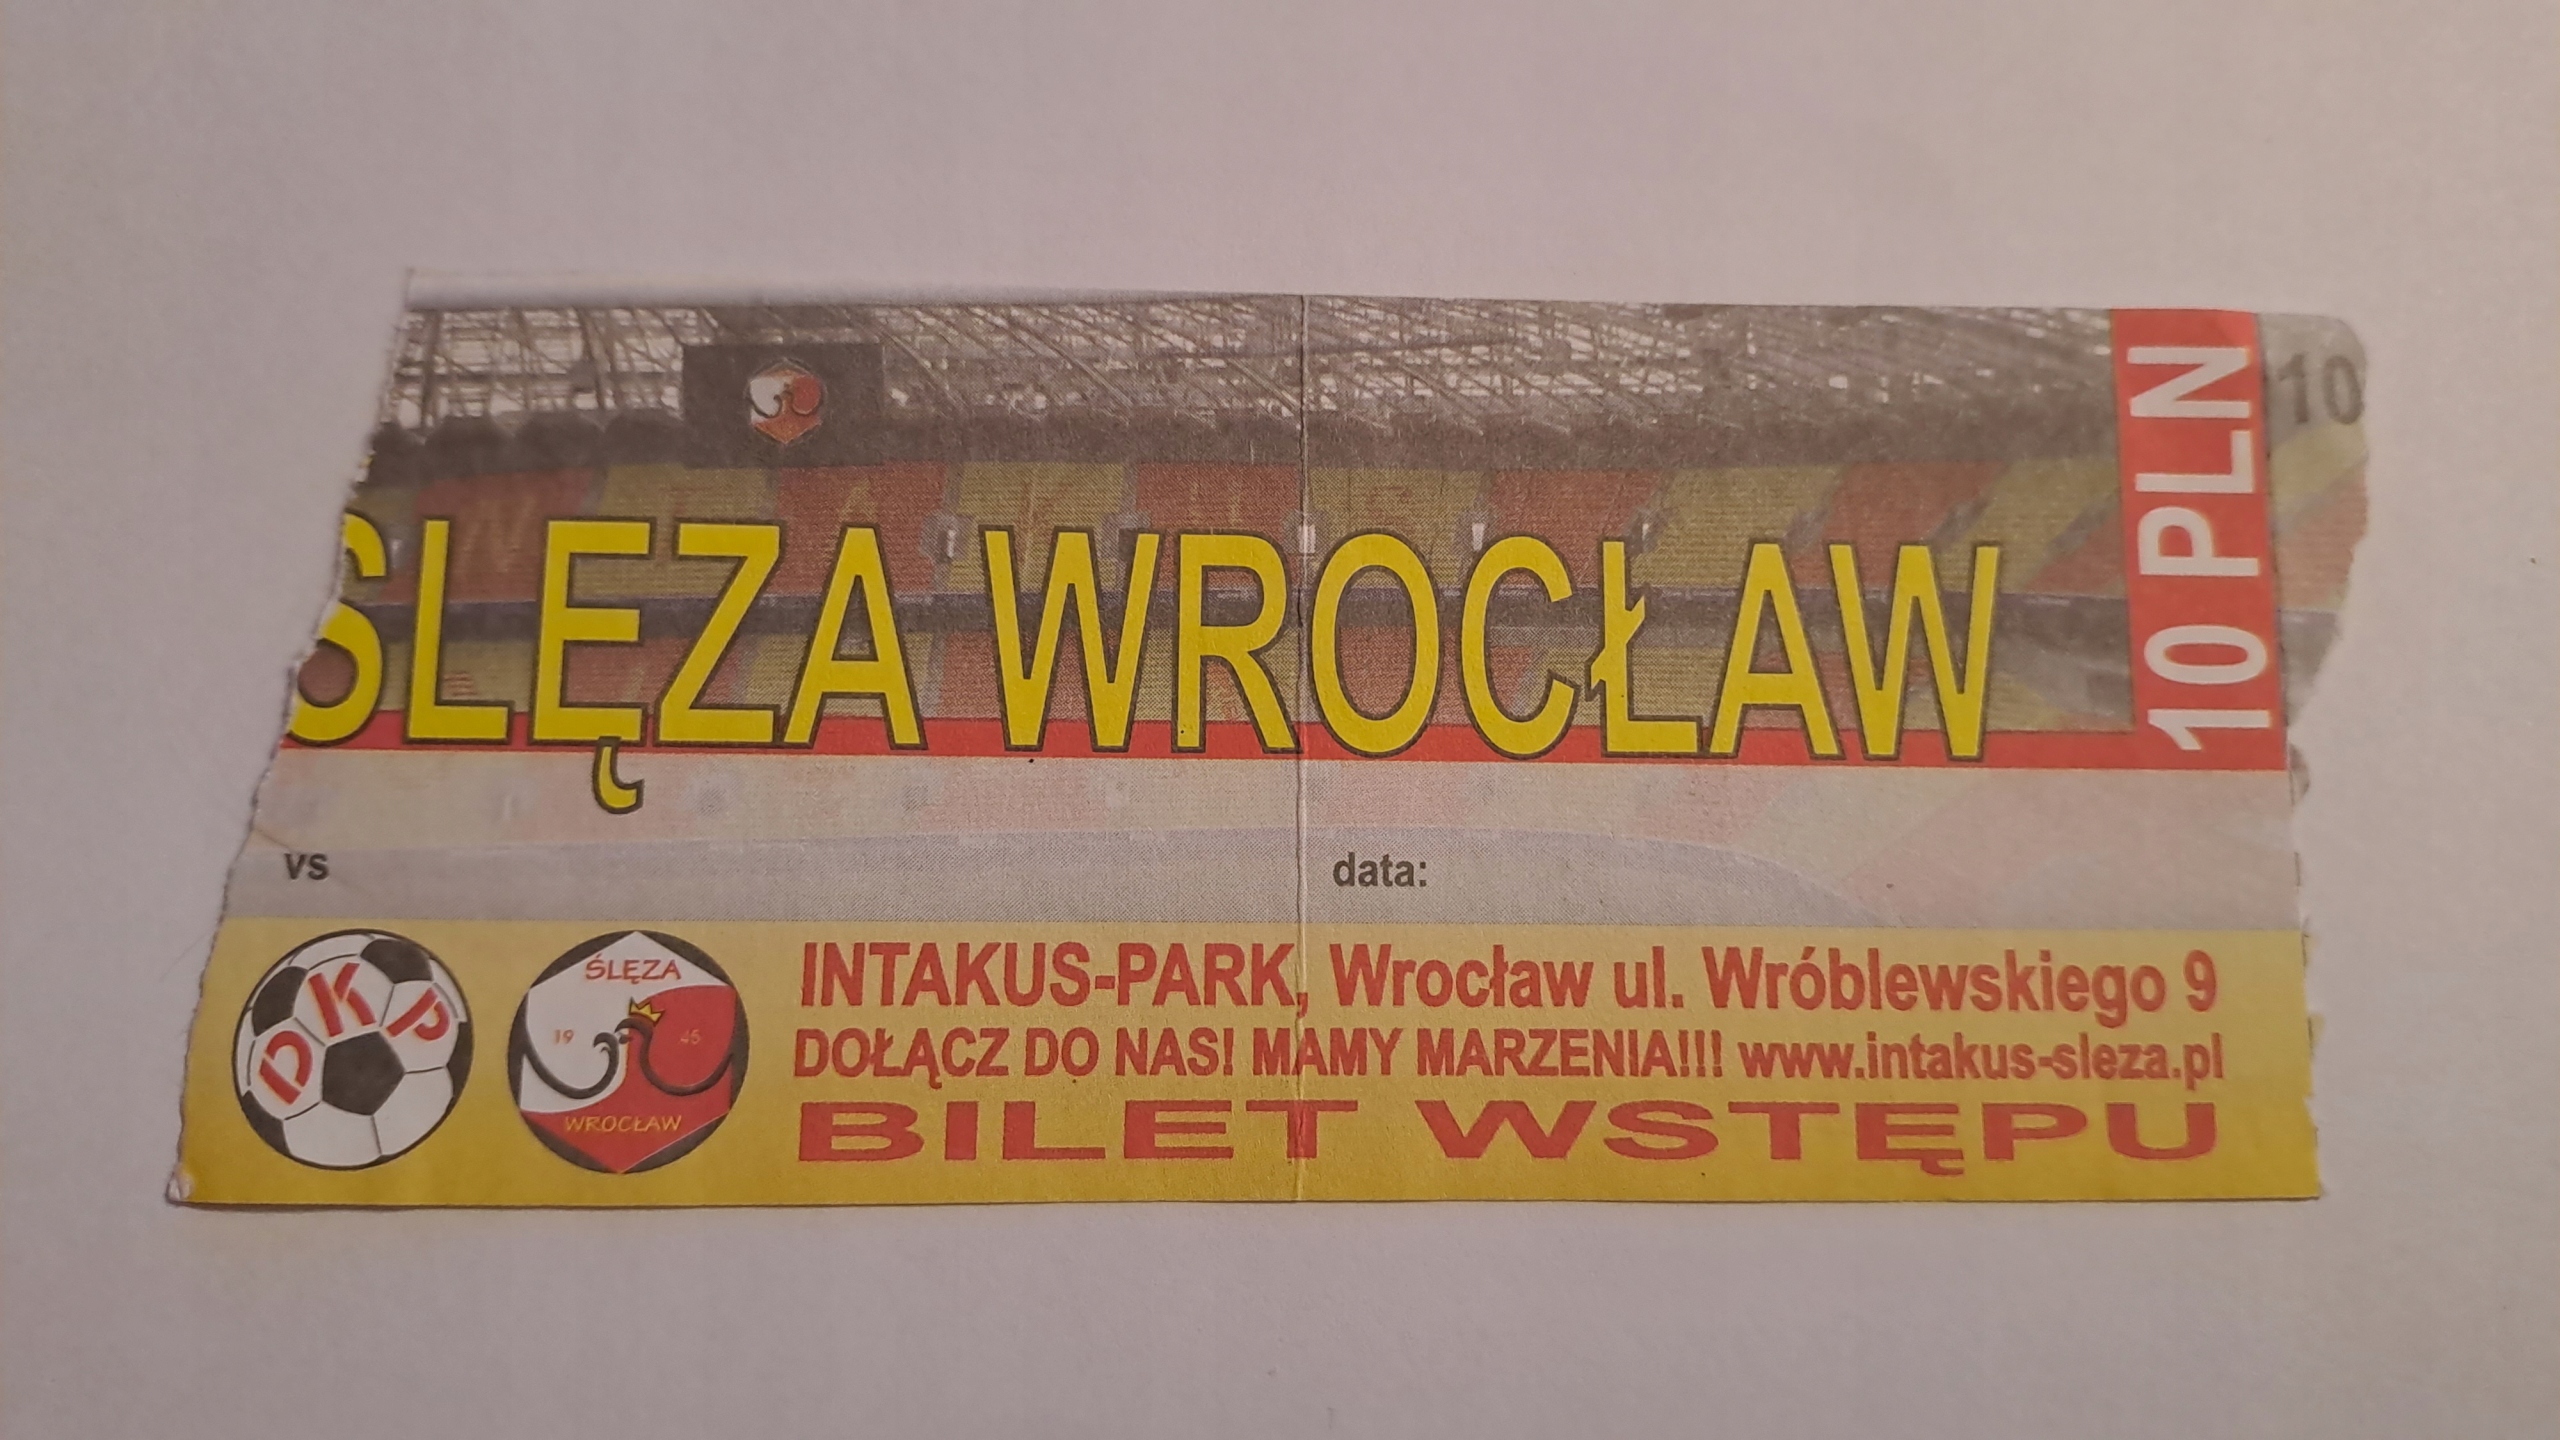 10 PLN
10
ŚLĘZA WROCŁAW
vs
data:
DKP
ŚLĘZA
19 45
WROCŁAW
INTAKUS-PARK, Wrocław ul. Wróblewskiego 9
DOŁĄCZ DO NAS! MAMY MARZENIA!!! www.intakus-sleza.pl
BILET WSTĘPU